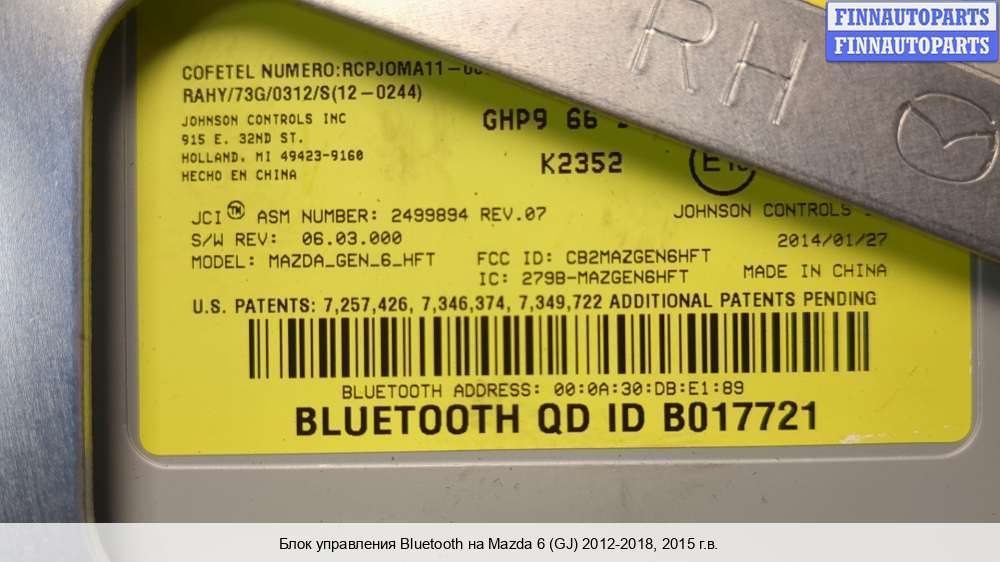 FINNAUTOPARTS
FINNAUTOPARTS
RH
COFETEL NUMERO:RCPJOMA11-
RAHY/73G/0312/S(12-0244)
JOHNSON CONTROLS INC
915 E. 32ND ST.
HOLLAND, MI 49423-9160
HECHO EN CHINA
GHP9 66
K2352
JCI™ ASM NUMBER: 2499894 REV.07
JOHNSON CONTROLS
S/W REV: 06.03.000
2014/01/27
MODEL: MAZDA_GEN_6_HFT
FCC ID: CB2MAZGEN6HFT
IC: 279B-MAZGEN6HFT
MADE IN CHINA
U.S. PATENTS: 7,257,426, 7,346,374, 7,349,722 ADDITIONAL PATENTS PENDING
BLUETOOTH ADDRESS: 00:0A:30:DB:E1:89
BLUETOOTH QD ID B017721
Блок управления Bluetooth на Mazda 6 (GJ) 2012-2018, 2015 г.в.